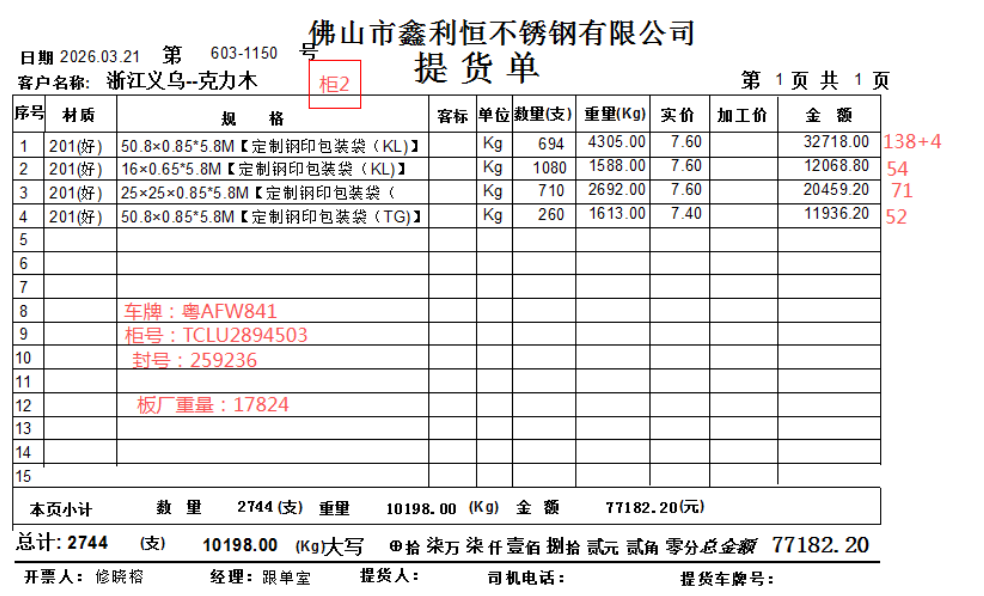 佛山市鑫利恒不锈钢有限公司
日期 2026.03.21 第 603-1150 号
提 货 单
客户名称: 浙江义乌--克力木 柜2 第 1 页 共 1 页
序号 材质 规 格 客标 单位 数量(支) 重量(Kg) 实价 加工价 金 额
1 201(好) 50.8×0.85*5.8M【定制钢印包装袋（KL)】 Kg 694 4305.00 7.60 32718.00 138+4
2 201(好) 16×0.65*5.8M【定制钢印包装袋（KL)】 Kg 1080 1588.00 7.60 12068.80 54
3 201(好) 25×25×0.85*5.8M【定制钢印包装袋（ Kg 710 2692.00 7.60 20459.20 71
4 201(好) 50.8×0.85*5.8M【定制钢印包装袋（TG)】 Kg 260 1613.00 7.40 11936.20 52
5
6
7
8 车牌：粤AFW841
9 柜号：TCLU2894503
10 封号：259236
11
12 板厂重量：17824
13
14
15
本页小计 数 量 2744 (支) 重量 10198.00 (Kg) 金 额 77182.20(元)
总计: 2744 (支) 10198.00 (Kg)大写 ⊕拾 柒万 柒仟 壹佰 捌拾 贰元 贰角 零分 总金额 77182.20
开票人: 修晓榕 经理: 跟单室 提货人: 司机电话: 提货车牌号: